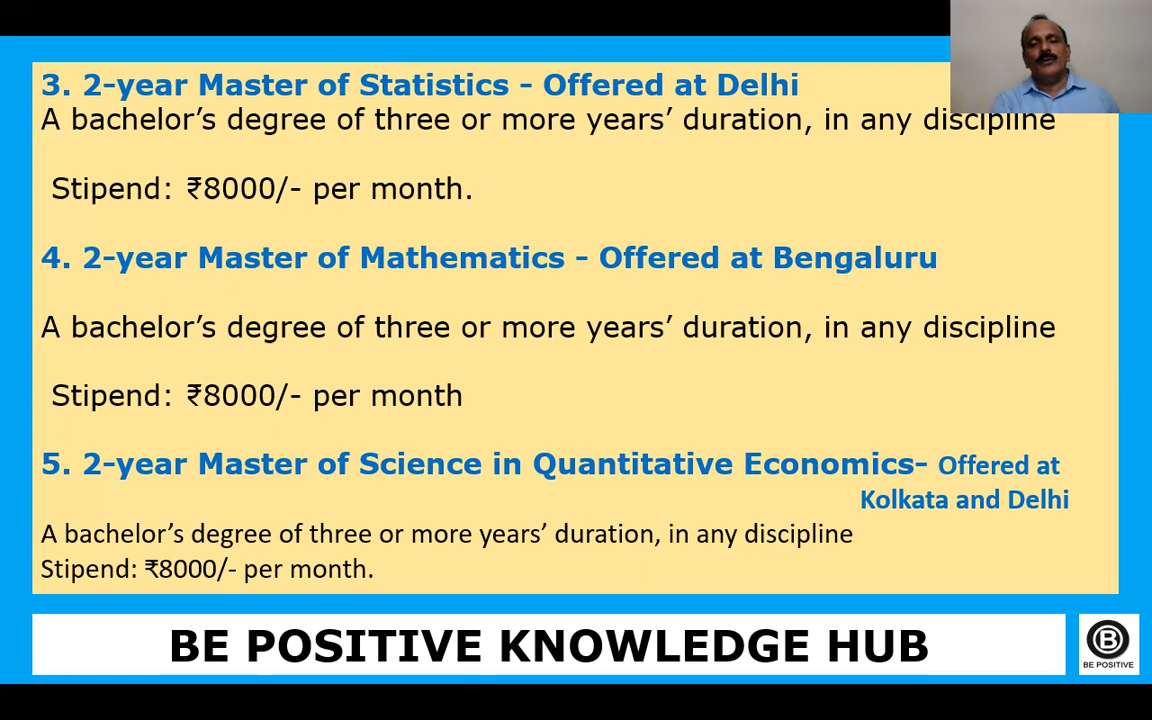 3. 2-year Master of Statistics - Offered at Delhi
A bachelor’s degree of three or more years’ duration, in any discipline
Stipend: ₹8000/- per month.
4. 2-year Master of Mathematics - Offered at Bengaluru
A bachelor’s degree of three or more years’ duration, in any discipline
Stipend: ₹8000/- per month
5. 2-year Master of Science in Quantitative Economics- Offered at
Kolkata and Delhi
A bachelor’s degree of three or more years’ duration, in any discipline
Stipend: ₹8000/- per month.
BE POSITIVE KNOWLEDGE HUB
B
BE POSITIVE